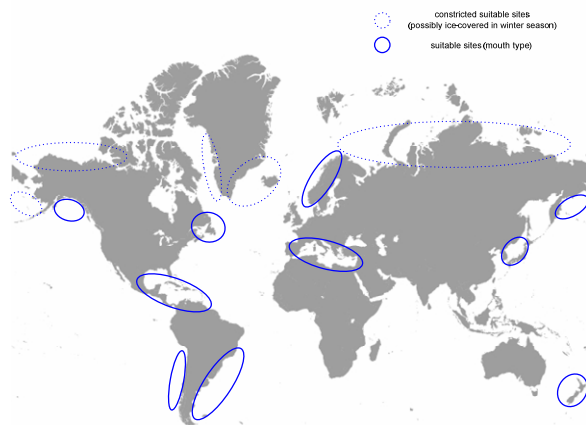 constricted suitable sites
(possibly ice-covered in winter season)
suitable sites (mouth type)